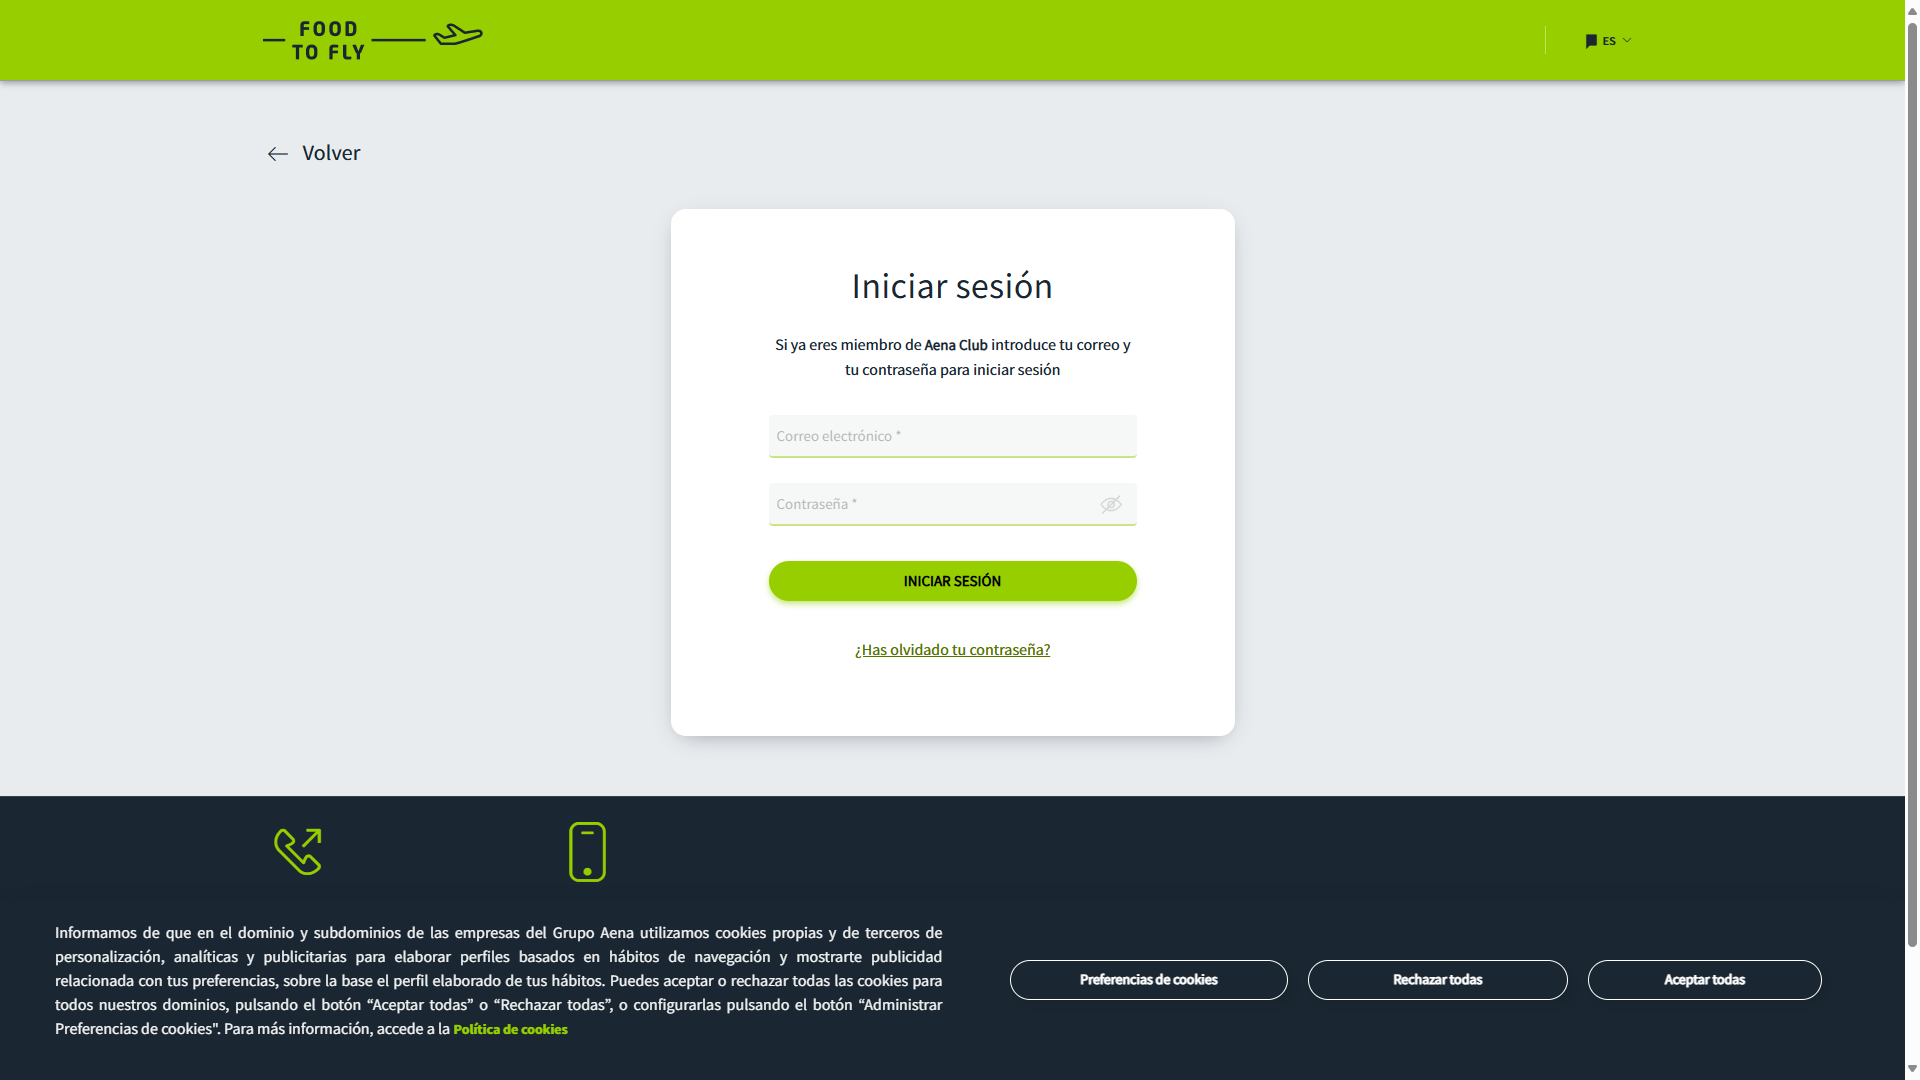 FOOD
TO FLY
ES
Volver
Iniciar sesión
Si ya eres miembro de Aena Club introduce tu correo y
tu contraseña para iniciar sesión
Correo electrónico *
Contraseña *
INICIAR SESIÓN
¿Has olvidado tu contraseña?
Informamos de que en el dominio y subdominios de las empresas del Grupo Aena utilizamos cookies propias y de terceros de
personalización, analíticas y publicitarias para elaborar perfiles basados en hábitos de navegación y mostrarte publicidad
relacionada con tus preferencias, sobre la base el perfil elaborado de tus hábitos. Puedes aceptar o rechazar todas las cookies para
todos nuestros dominios, pulsando el botón “Aceptar todas” o “Rechazar todas”, o configurarlas pulsando el botón “Administrar
Preferencias de cookies". Para más información, accede a la Política de cookies
Preferencias de cookies
Rechazar todas
Aceptar todas